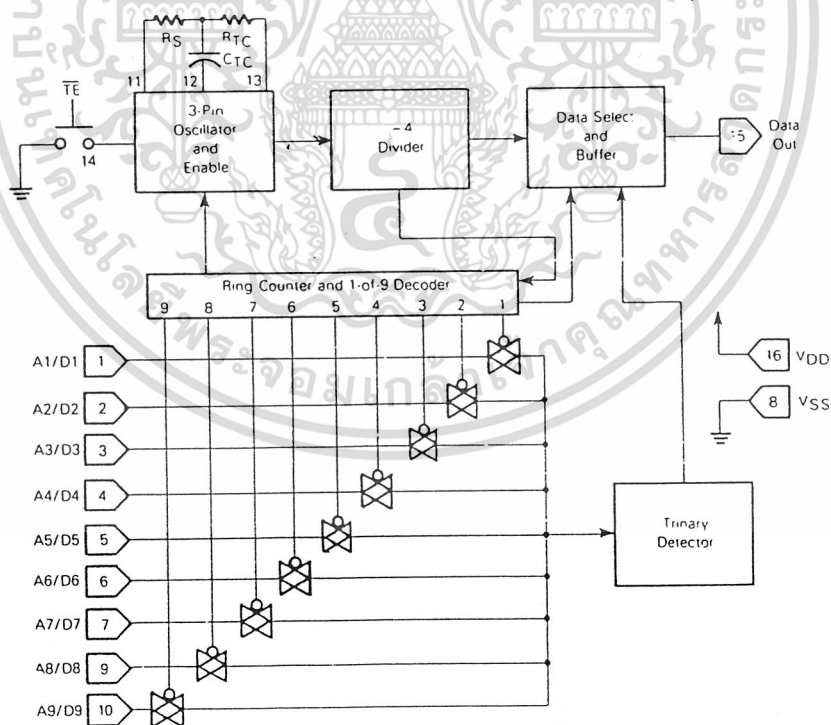 RS RTC
CTC
11 12 13
TE
14
3-Pin
Oscillator
and
Enable
÷4
Divider
Data Select
and
Buffer
15
Data
Out
Ring Counter and 1-of-9 Decoder
9 8 7 6 5 4 3 2 1
A1/D1 1
A2/D2 2
A3/D3 3
A4/D4 4
A5/D5 5
A6/D6 6
A7/D7 7
A8/D8 9
A9/D9 10
16 VDD
8 VSS
Trinary
Detector